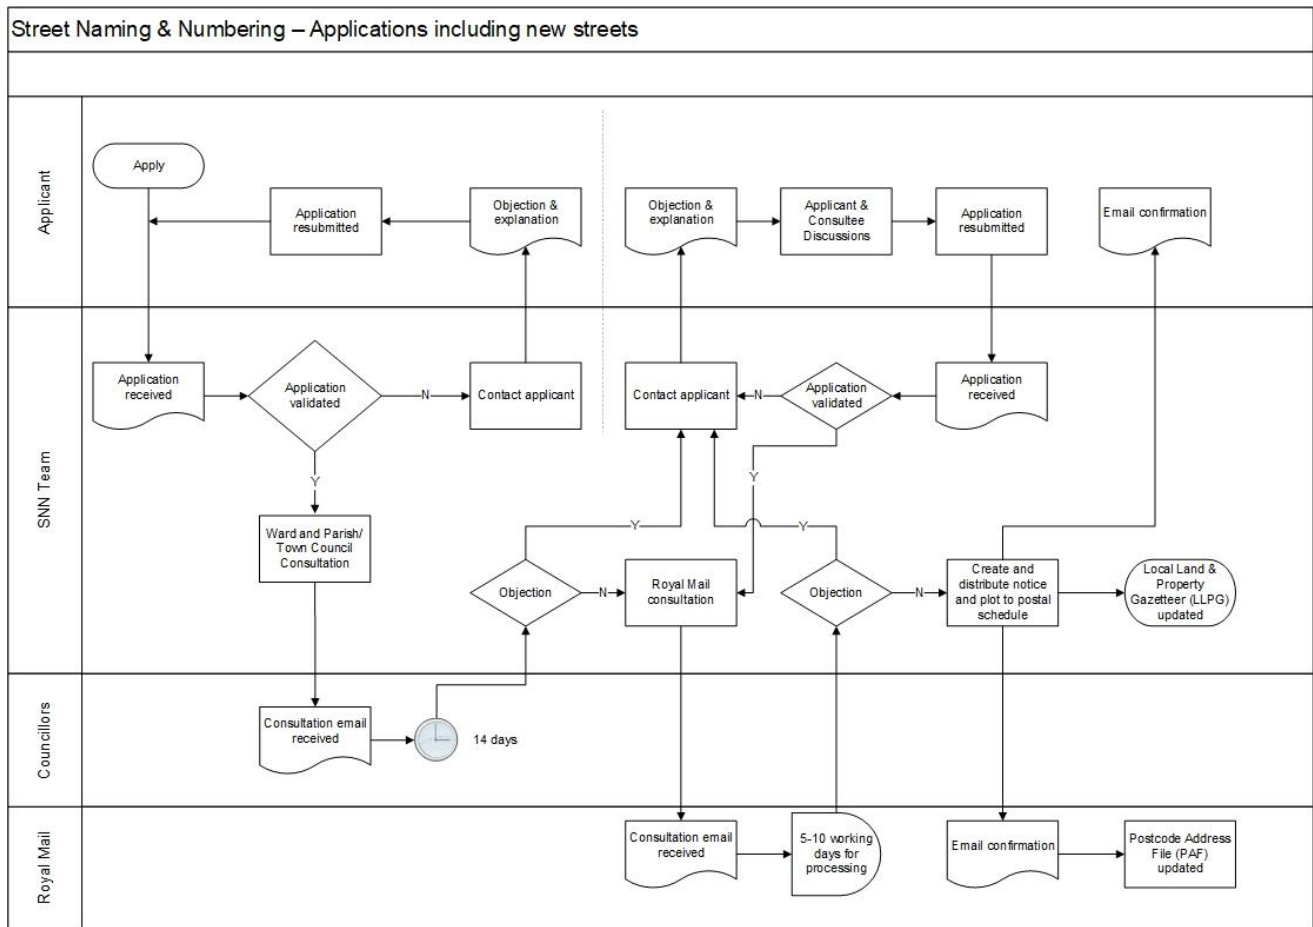 Street Naming & Numbering – Applications including new streets
Applicant
Apply
Application
resubmitted
Objection &
explanation
Objection &
explanation
Applicant &
Consultee
Discussions
Application
resubmitted
Email confirmation
SNN Team
Application
received
Application
validated
N
Contact applicant
Contact applicant
N
Application
validated
Application
received
Y
Y
Ward and Parish/
Town Council
Consultation
Y
Y
Objection
N
Royal Mail
consultation
Objection
N
Create and
distribute notice
and plot to postal
schedule
Local Land &
Property
Gazetteer (LLPG)
updated
Councillors
Consultation email
received
14 days
Royal Mail
Consultation email
received
5-10 working
days for
processing
Email confirmation
Postcode Address
File (PAF)
updated